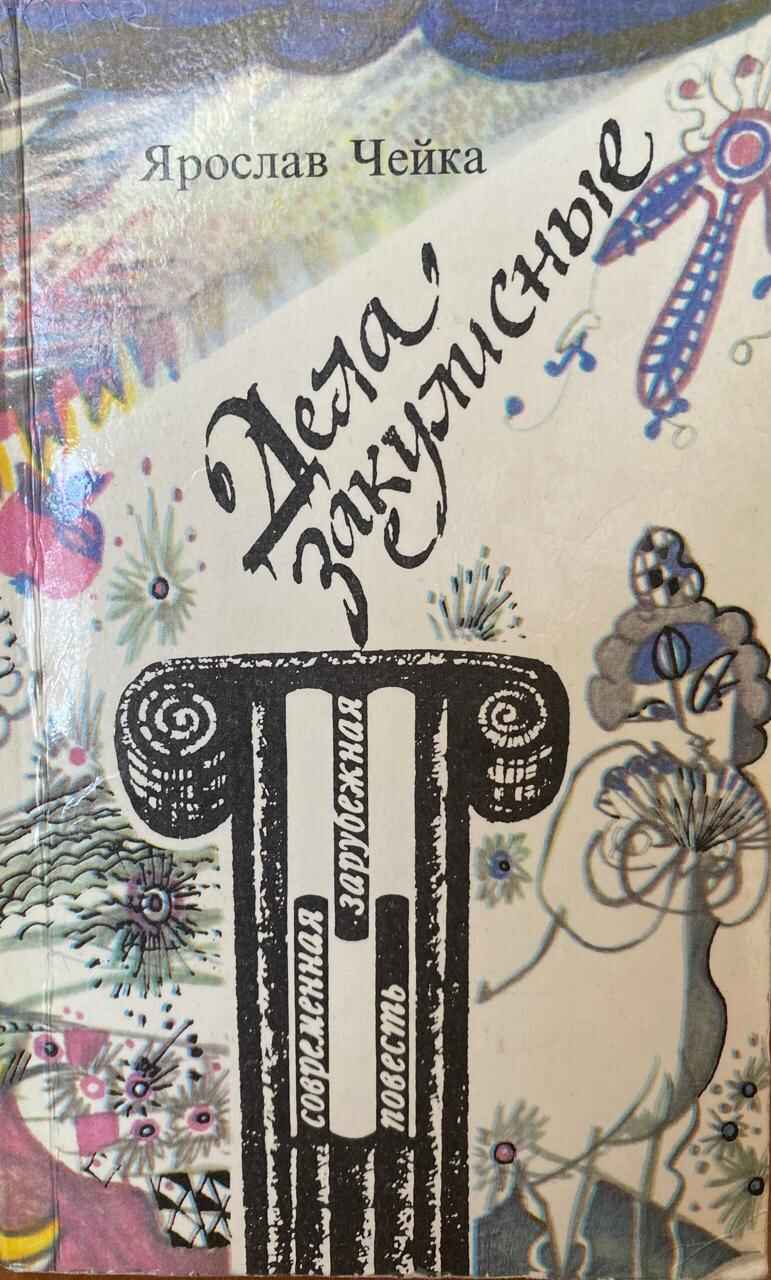 Ярослав Чейка
Дела
закулисные
современная
зарубежная
повесть